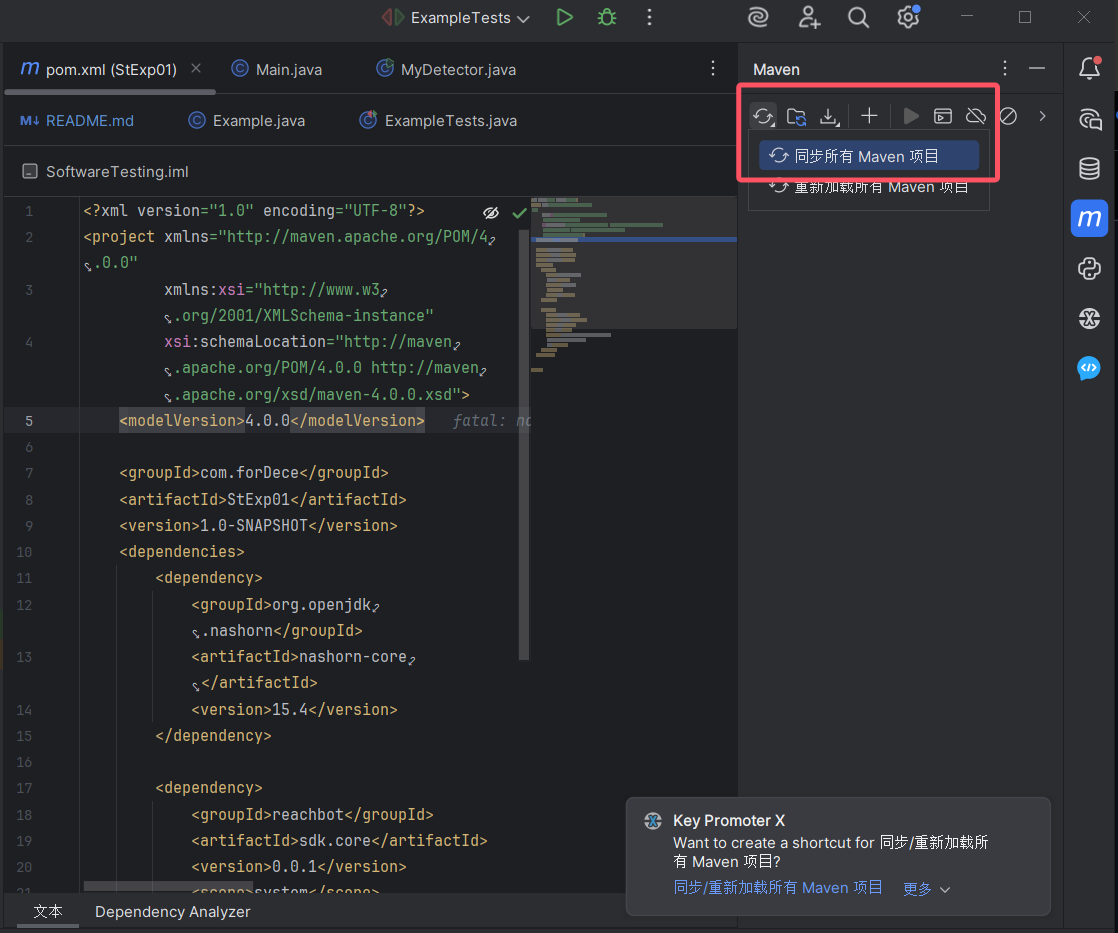 ExampleTests
pom.xml (StExp01)
Main.java
MyDetector.java
Maven
README.md
Example.java
ExampleTests.java
同步所有 Maven 项目
重新加载所有 Maven 项目
SoftwareTesting.iml
1 <?xml version="1.0" encoding="UTF-8"?>
2 <project xmlns="http://maven.apache.org/POM/4
.0.0"
3 xmlns:xsi="http://www.w3
.org/2001/XMLSchema-instance"
4 xsi:schemaLocation="http://maven
.apache.org/POM/4.0.0 http://maven
.apache.org/xsd/maven-4.0.0.xsd">
5 <modelVersion>4.0.0</modelVersion> fatal:
6
7 <groupId>com.forDece</groupId>
8 <artifactId>StExp01</artifactId>
9 <version>1.0-SNAPSHOT</version>
10 <dependencies>
11 <dependency>
12 <groupId>org.openjdk
.nashorn</groupId>
13 <artifactId>nashorn-core
</artifactId>
14 <version>15.4</version>
15 </dependency>
16
17 <dependency>
18 <groupId>reachbot</groupId>
19 <artifactId>sdk.core</artifactId>
20 <version>0.0.1</version>
21 <scope>system</scope>
Key Promoter X
Want to create a shortcut for 同步/重新加载所
有 Maven 项目?
同步/重新加载所有 Maven 项目 更多
文本
Dependency Analyzer